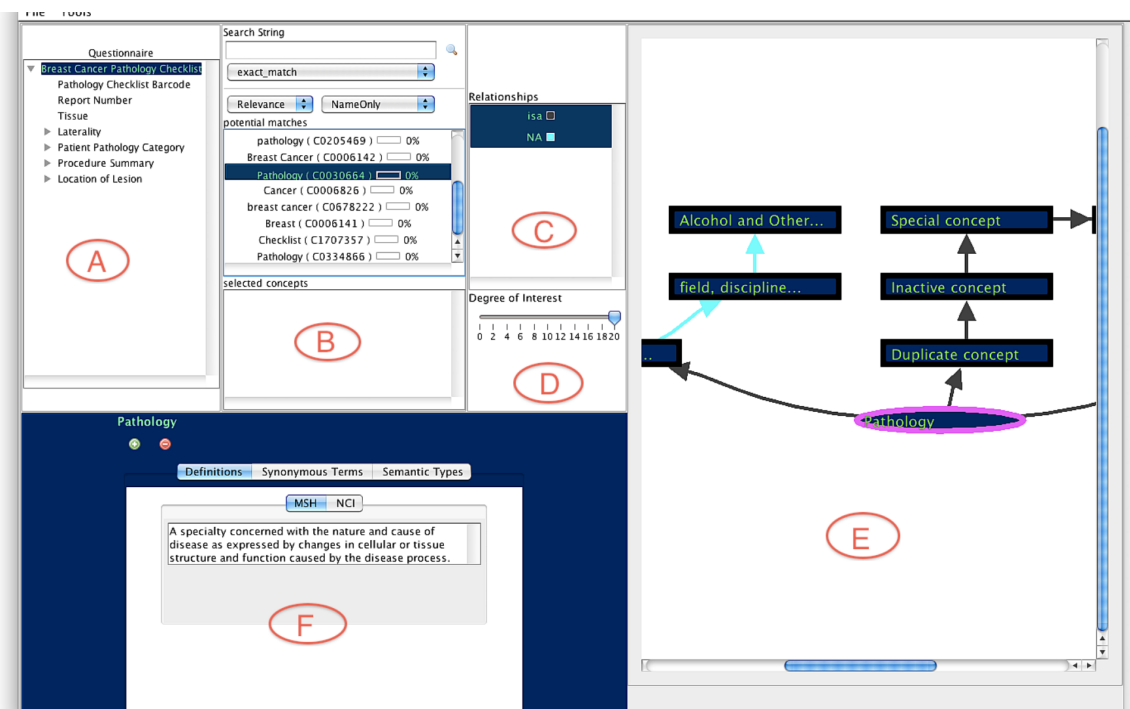 File Tools
Questionnaire
Breast Cancer Pathology Checklist
Pathology Checklist Barcode
Report Number
Tissue
Laterality
Patient Pathology Category
Procedure Summary
Location of Lesion
A
Search String
exact_match
Relevance NameOnly
potential matches
pathology ( C0205469 ) 0%
Breast Cancer ( C0006142 ) 0%
Pathology ( C0030664 ) 0%
Cancer ( C0006826 ) 0%
breast cancer ( C0678222 ) 0%
Breast ( C0006141 ) 0%
Checklist ( C1707357 ) 0%
Pathology ( C0334866 ) 0%
selected concepts
B
Relationships
isa
NA
C
Degree of Interest
0 2 4 6 8 10 12 14 16 18 20
D
Alcohol and Other...
Special concept
field, discipline...
Inactive concept
..
Duplicate concept
Pathology
E
Pathology
Definitions Synonymous Terms Semantic Types
MSH NCI
A specialty concerned with the nature and cause of
disease as expressed by changes in cellular or tissue
structure and function caused by the disease process.
F